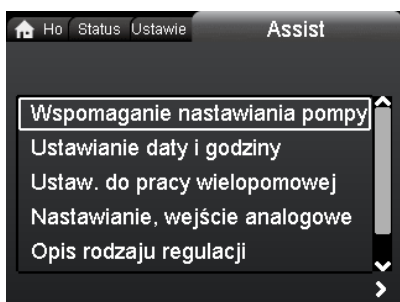 Ho Status Ustawie Assist
Wspomaganie nastawiania pompy
Ustawianie daty i godziny
Ustaw. do pracy wielopomowej
Nastawianie, wejście analogowe
Opis rodzaju regulacji